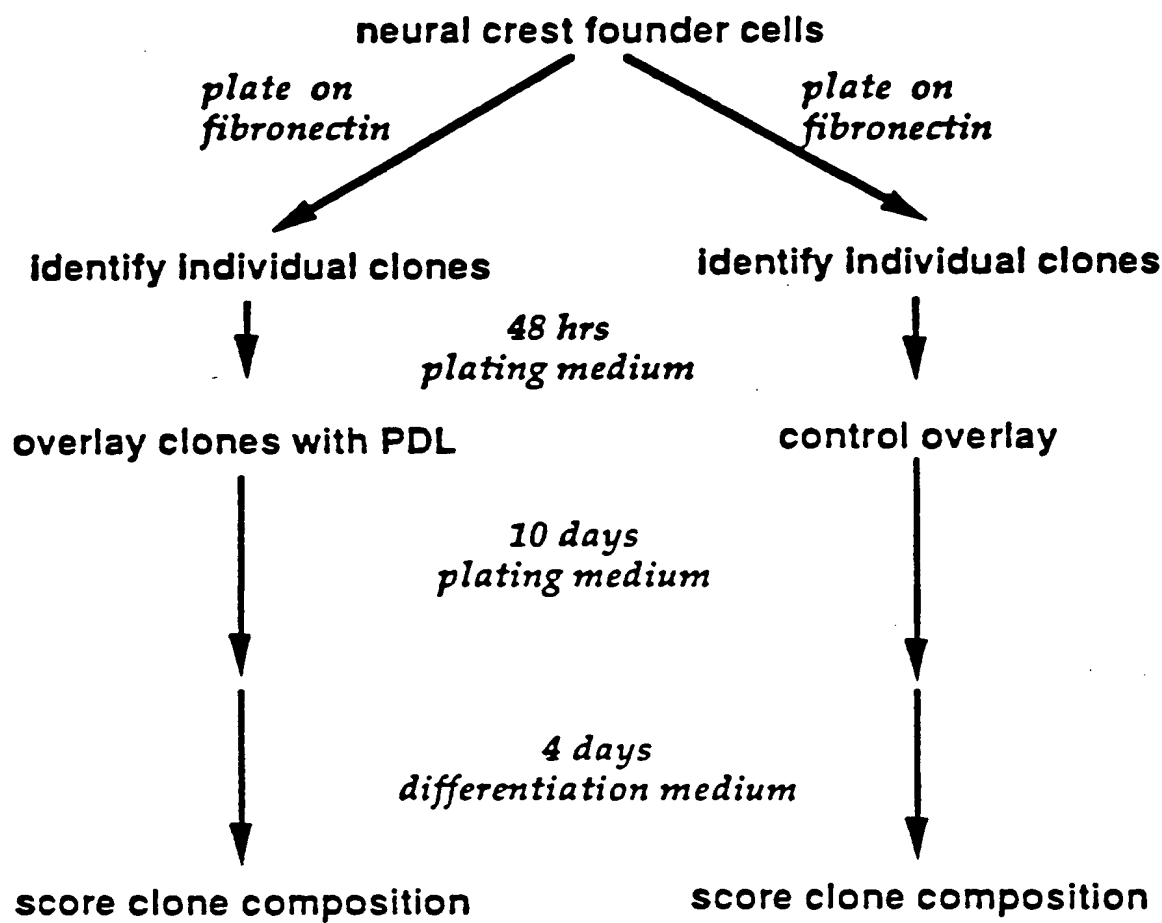 neural crest founder cells
plate on
fibronectin
plate on
fibronectin
identify individual clones
identify individual clones
48 hrs
plating medium
overlay clones with PDL
control overlay
10 days
plating medium
4 days
differentiation medium
score clone composition
score clone composition